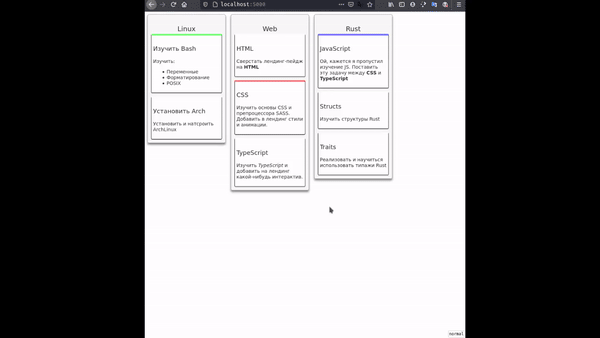 localhost:5000
Linux
Изучить Bash
Изучить:
Переменные
Форматирование
POSIX
Установить Arch
Установить и натсроить
ArchLinux
Web
HTML
Сверстать лендинг-пейдж
на HTML
CSS
Изучить основы CSS и
препроцессора SASS.
Добавить в лендинг стили
и анимации.
TypeScript
Изучить TypeScript и
добавить на лендинг
какой-нибудь интерактив.
Rust
JavaScript
Ой, кажется я пропустил
изучение JS. Поставить
эту задачу между CSS и
TypeScript
Structs
Изучить структуры Rust
Traits
Реализовать и научиться
использовать типажи Rust
normal